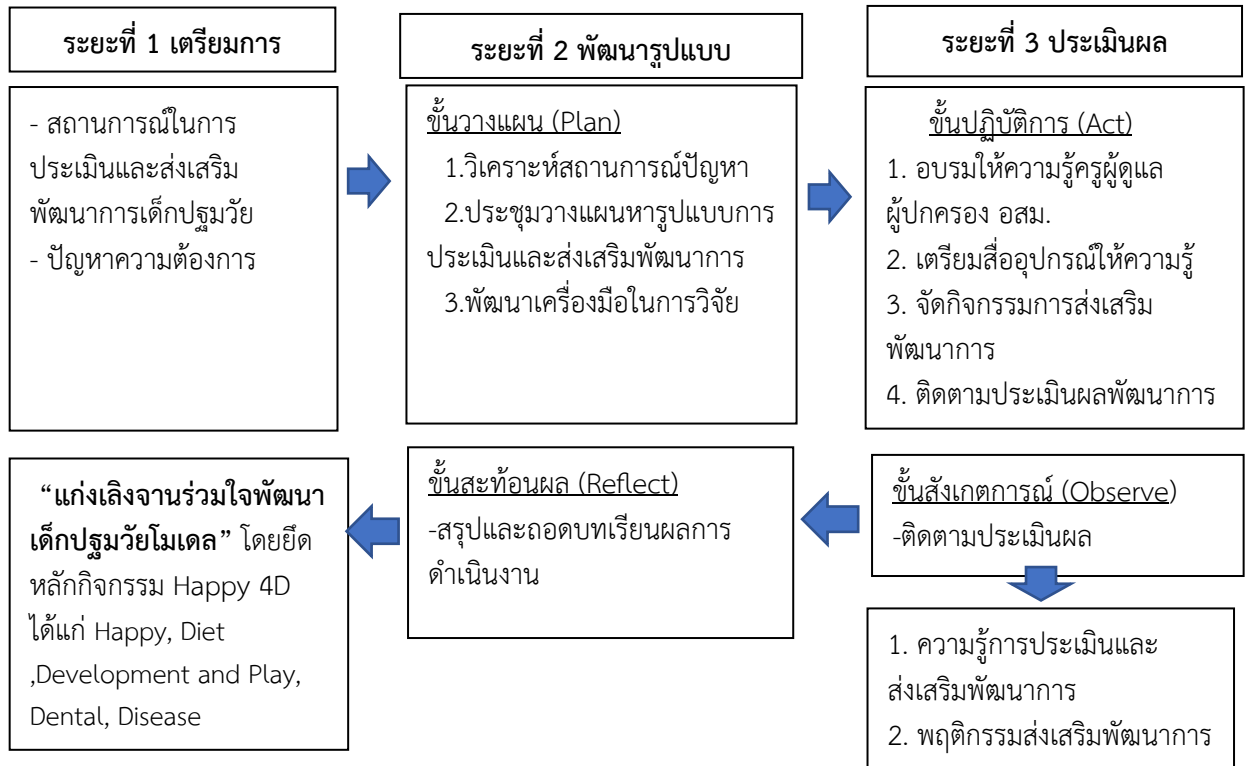 ระยะที่ 1 เตรียมการ
- สถานการณ์ในการ
ประเมินและส่งเสริม
พัฒนาการเด็กปฐมวัย
- ปัญหาความต้องการ
ระยะที่ 2 พัฒนารูปแบบ
ขั้นวางแผน (Plan)
1.วิเคราะห์สถานการณ์ปัญหา
2.ประชุมวางแผนหารูปแบบการ
ประเมินและส่งเสริมพัฒนาการ
3.พัฒนาเครื่องมือในการวิจัย
ระยะที่ 3 ประเมินผล
ขั้นปฏิบัติการ (Act)
1. อบรมให้ความรู้ครูผู้ดูแล
ผู้ปกครอง อสม.
2. เตรียมสื่ออุปกรณ์ให้ความรู้
3. จัดกิจกรรมการส่งเสริม
พัฒนาการ
4. ติดตามประเมินผลพัฒนาการ
ขั้นสังเกตการณ์ (Observe)
-ติดตามประเมินผล
1. ความรู้การประเมินและ
ส่งเสริมพัฒนาการ
2. พฤติกรรมส่งเสริมพัฒนาการ
ขั้นสะท้อนผล (Reflect)
-สรุปและถอดบทเรียนผลการ
ดำเนินงาน
“แก่งเลิงจานร่วมใจพัฒนา
เด็กปฐมวัยโมเดล” โดยยึด
หลักกิจกรรม Happy 4D
ได้แก่ Happy, Diet
,Development and Play,
Dental, Disease